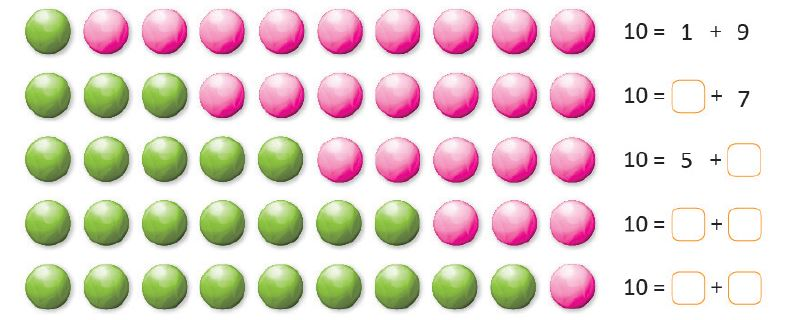 10 = 1 + 9
10 = + 7
10 = 5 +
10 = +
10 = +